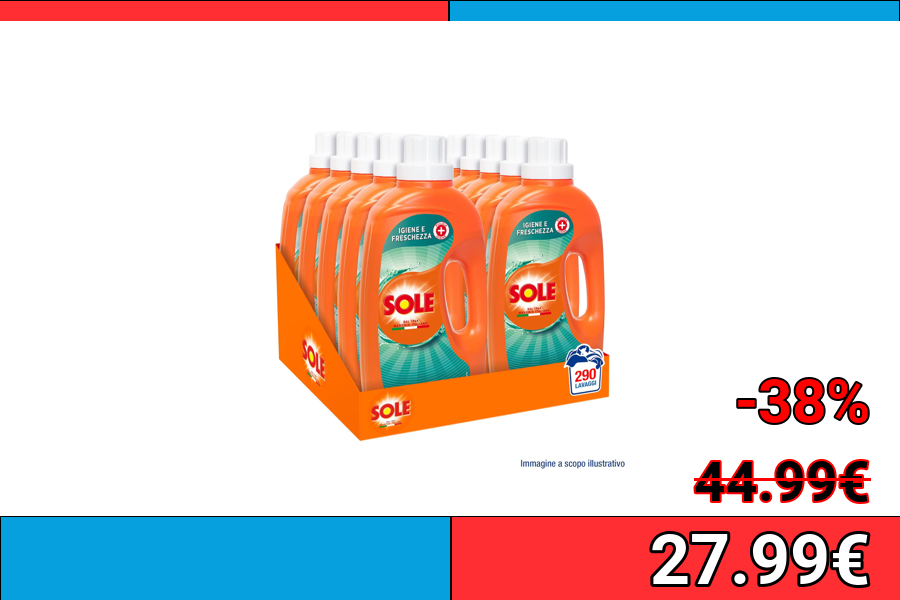 IGIENE E
FRESCHEZZA
SOLE
IGIENE E
FRESCHEZZA
SOLE
SOLE
SOLE
290
LAVAGGI
Immagine a scopo illustrativo
-38%
44.99€
27.99€